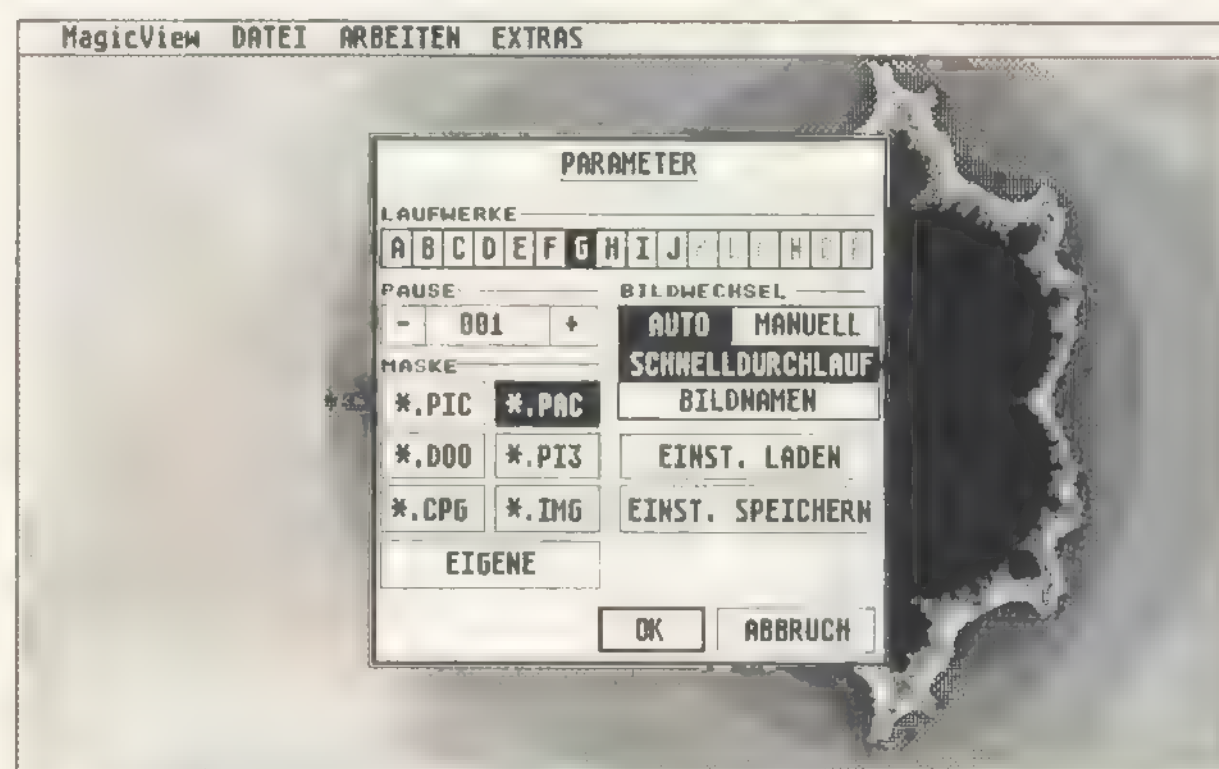 MagicView DATEI ARBEITEN EXTRAS
PARAMETER
LAUFWERKE
A B C D E F G H I J
PAUSE
- 001 +
BILDWECHSEL
AUTO MANUELL
SCHNELLDURCHLAUF
BILDNAMEN
MASKE
*.PIC *.PAC
*.DOO *.PI3
*.CPG *.IMG
EIGENE
EINST. LADEN
EINST. SPEICHERN
OK ABBRUCH